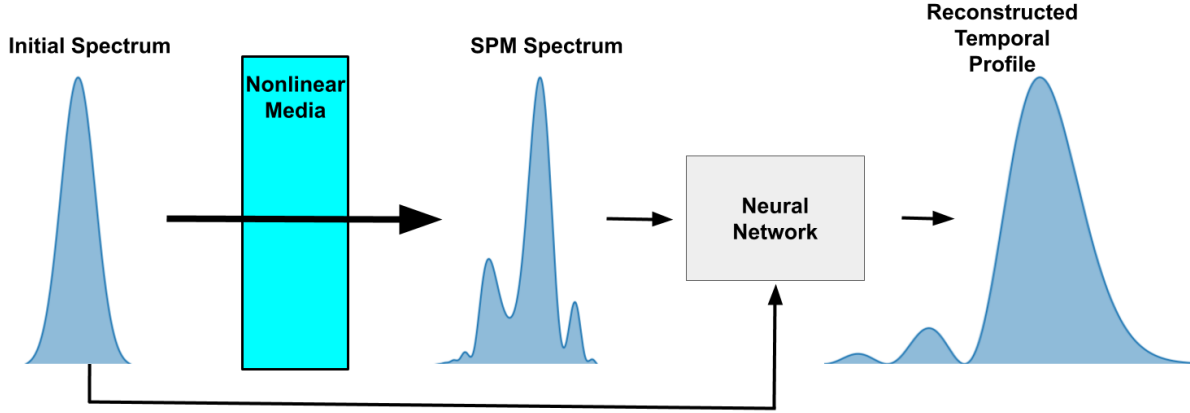 Initial Spectrum
Nonlinear
Media
SPM Spectrum
Neural
Network
Reconstructed
Temporal
Profile